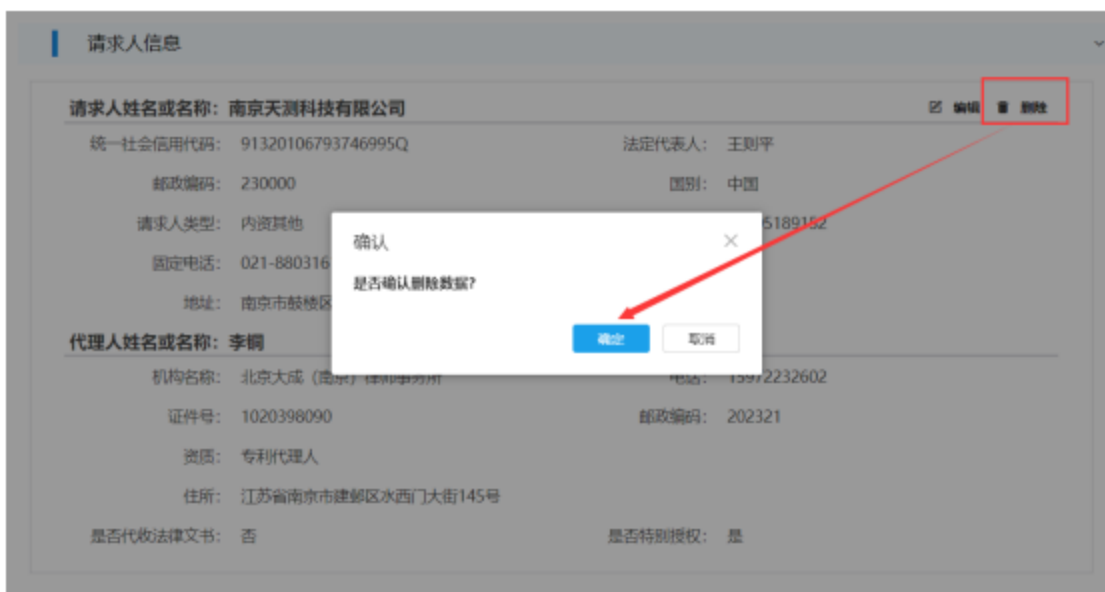 请求人信息
请求人姓名或名称： 南京天测科技有限公司 编辑 删除
统一社会信用代码： 91320106793746995Q 法定代表人： 王则平
邮政编码： 230000 国别： 中国
请求人类型： 内资其他 5189152
固定电话： 021-880316
地址： 南京市鼓楼区
确认
是否确认删除数据?
确定 取消
代理人姓名或名称： 李锏
机构名称： 北京大成（南京）律师事务所 电话： 15972232602
证件号： 1020398090 邮政编码： 202321
资质： 专利代理人
住所： 江苏省南京市建邺区水西门大街145号
是否代收法律文书： 否 是否特别授权： 是